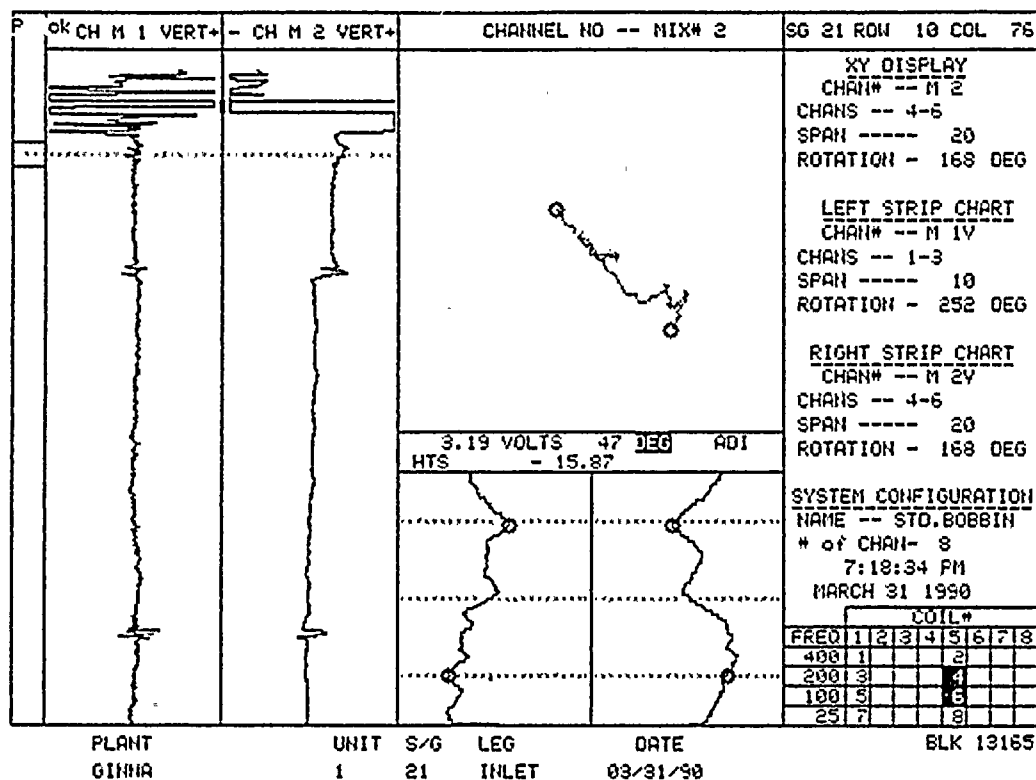 P ok CH M 1 VERT+ - CH M 2 VERT+ CHANNEL NO -- MIX# 2 SG 21 ROW 10 COL 76
XY DISPLAY
CHAN# -- M 2
CHANS -- 4-6
SPAN ----- 20
ROTATION - 168 DEG
LEFT STRIP CHART
CHAN# -- M 1V
CHANS -- 1-3
SPAN ----- 10
ROTATION - 252 DEG
RIGHT STRIP CHART
CHAN# -- M 2V
CHANS -- 4-6
SPAN ----- 20
ROTATION - 168 DEG
3.19 VOLTS 47 DEG ADI
HTS - 15.87
SYSTEM CONFIGURATION
NAME -- STD.BOBBIN
# of CHAN- 8
7:18:34 PM
MARCH 31 1990
COIL#
FREQ 1 2 3 4 5 6 7 8
400 1 2
200 3 4
100 5 6
25 7 8
PLANT UNIT S/G LEG DATE BLK 13165
GINNA 1 21 INLET 03/31/90